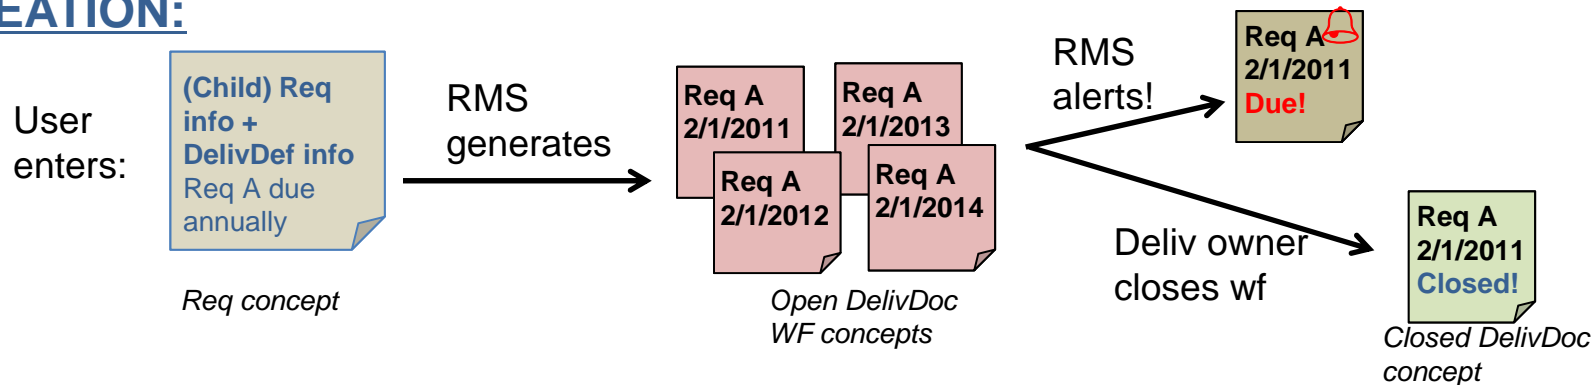 EATION:
User
enters:
(Child) Req
info +
DelivDef info
Req A due
annually
Req concept
RMS
generates
Req A
2/1/2011
Req A
2/1/2013
Req A
2/1/2012
Req A
2/1/2014
Open DelivDoc
WF concepts
RMS
alerts!
Req A
2/1/2011
Due!
Deliv owner
closes wf
Req A
2/1/2011
Closed!
Closed DelivDoc
concept